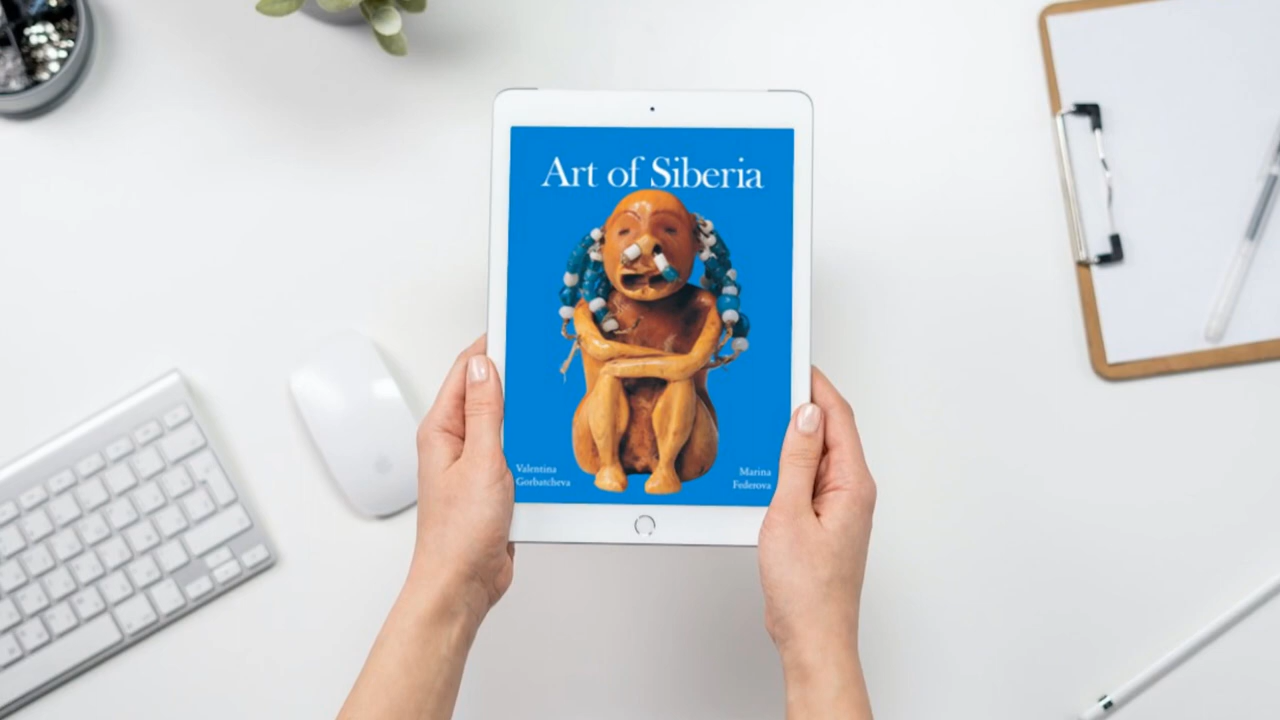 Art of Siberia
Valentina
Gorbatcheva
Marina
Federova